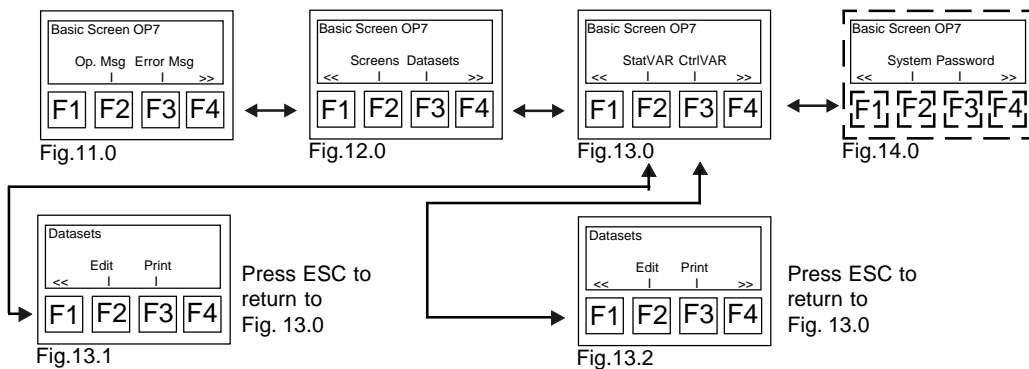 Basic Screen OP7
Op. Msg Error Msg
>>
F1 F2 F3 F4
Fig.11.0
Basic Screen OP7
Screens Datasets
<< >>
F1 F2 F3 F4
Fig.12.0
Basic Screen OP7
StatVAR CtrlVAR
<< >>
F1 F2 F3 F4
Fig.13.0
Basic Screen OP7
System Password
<< >>
F1 F2 F3 F4
Fig.14.0
Datasets
Edit Print
<<
F1 F2 F3 F4
Fig.13.1
Press ESC to
return to
Fig. 13.0
Datasets
Edit Print
<< >>
F1 F2 F3 F4
Fig.13.2
Press ESC to
return to
Fig. 13.0